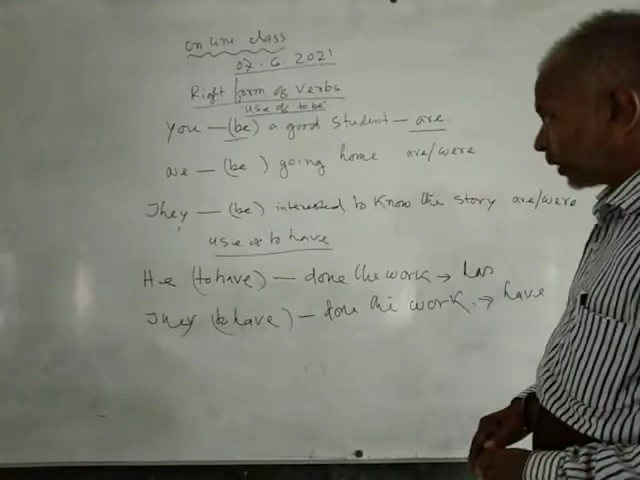 on line class
07.6.2021
Right form of verbs
"use of to be"
You — (be) a good student — are
we — (be) going home are/were
They — (be) interested to know the story are/were
use of to have
He (to have) — done the work → has
They (to have) — done the work. → have